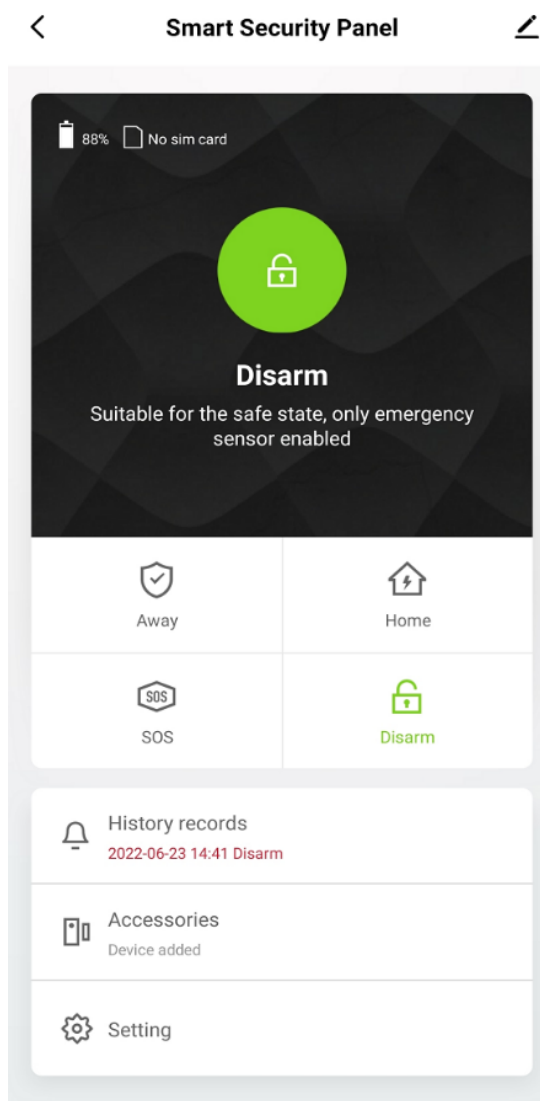 Smart Security Panel
88% No sim card
Disarm
Suitable for the safe state, only emergency
sensor enabled
Away
Home
SOS
SOS
Disarm
History records
2022-06-23 14:41 Disarm
Accessories
Device added
Setting